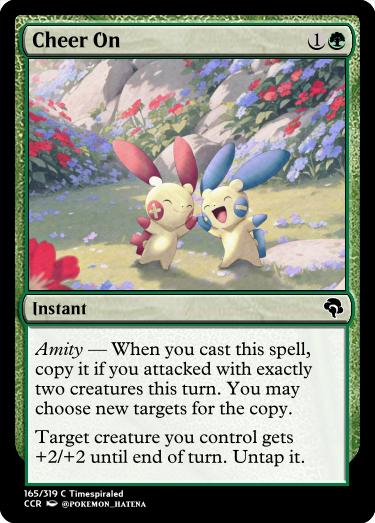 Cheer On 1
Instant
Amity — When you cast this spell,
copy it if you attacked with exactly
two creatures this turn. You may
choose new targets for the copy.
Target creature you control gets
+2/+2 until end of turn. Untap it.
165/319 C Timespiraled
CCR @POKEMON_HATENA